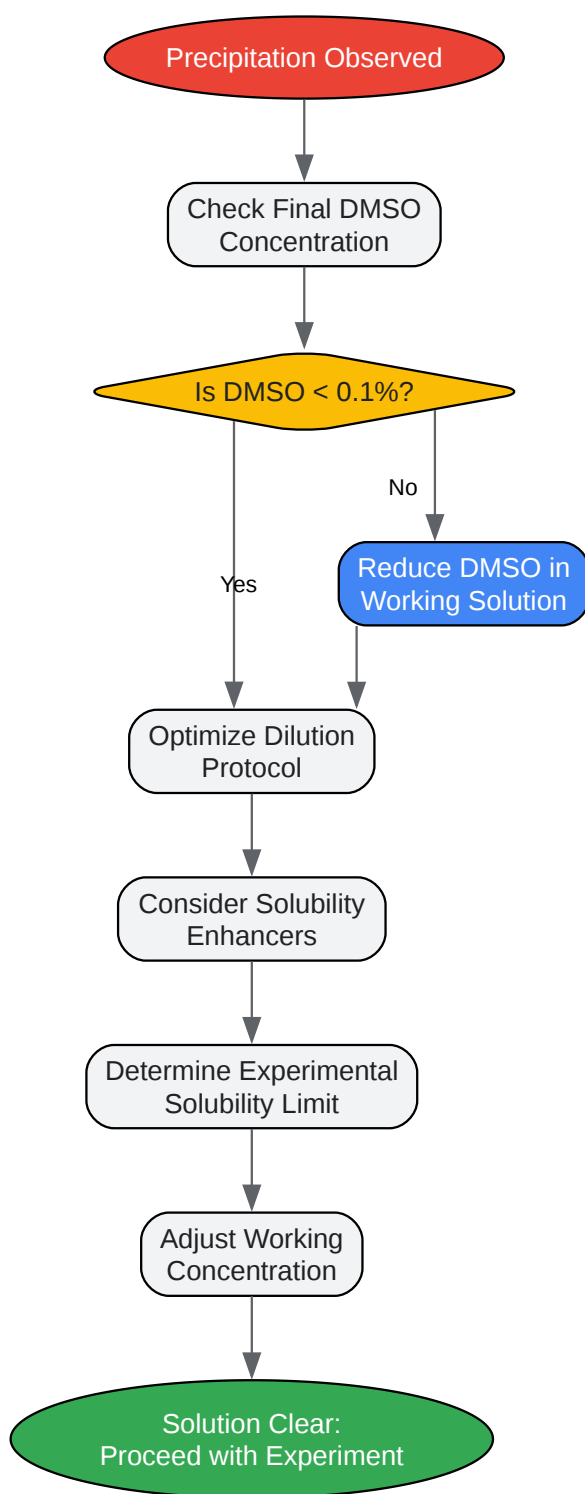 Precipitation Observed
Check Final DMSO
Concentration
Is DMSO < 0.1%?
No
Reduce DMSO in
Working Solution
Yes
Optimize Dilution
Protocol
Consider Solubility
Enhancers
Determine Experimental
Solubility Limit
Adjust Working
Concentration
Solution Clear:
Proceed with Experiment